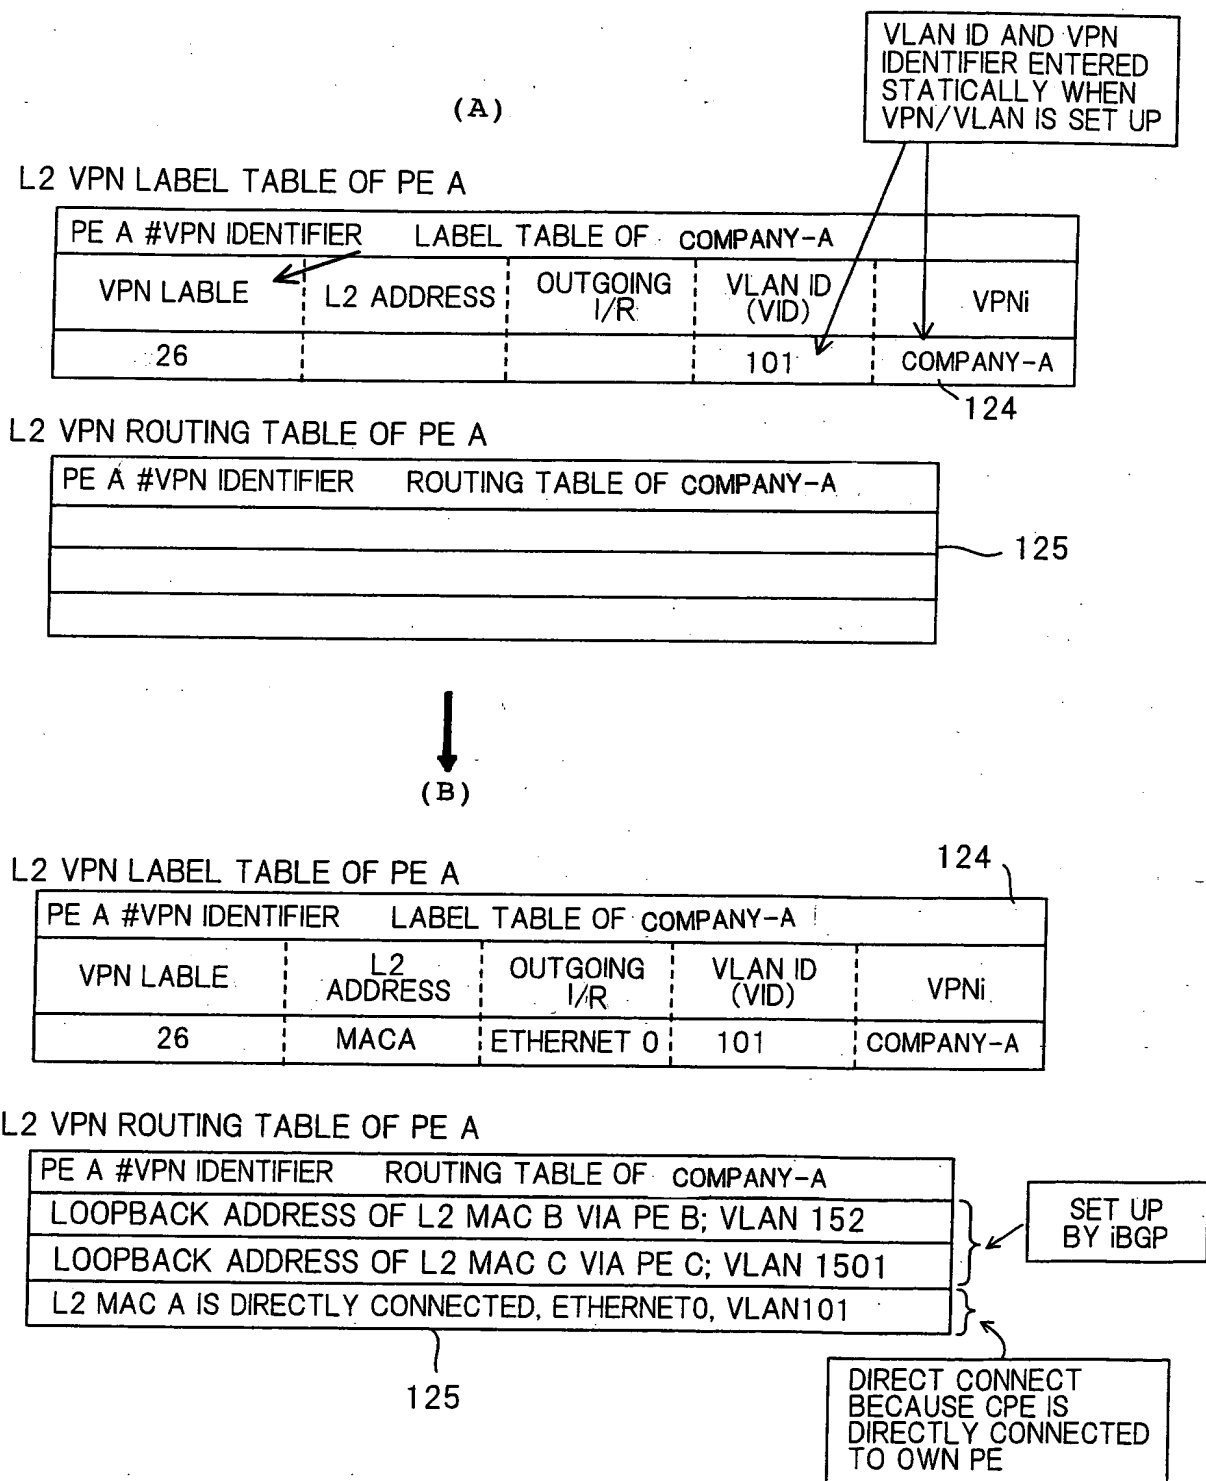 VLAN ID AND VPN
IDENTIFIER ENTERED
STATICALLY WHEN
VPN/VLAN IS SET UP
(A)
L2 VPN LABEL TABLE OF PE A
PE A #VPN IDENTIFIER LABEL TABLE OF COMPANY-A
VPN LABLE L2 ADDRESS OUTGOING I/R VLAN ID (VID) VPNi
26 101 COMPANY-A
124
L2 VPN ROUTING TABLE OF PE A
PE A #VPN IDENTIFIER ROUTING TABLE OF COMPANY-A
125
(B)
124
L2 VPN LABEL TABLE OF PE A
PE A #VPN IDENTIFIER LABEL TABLE OF COMPANY-A
VPN LABLE L2 ADDRESS OUTGOING I/R VLAN ID (VID) VPNi
26 MACA ETHERNET 0 101 COMPANY-A
L2 VPN ROUTING TABLE OF PE A
PE A #VPN IDENTIFIER ROUTING TABLE OF COMPANY-A
LOOPBACK ADDRESS OF L2 MAC B VIA PE B; VLAN 152
LOOPBACK ADDRESS OF L2 MAC C VIA PE C; VLAN 1501
L2 MAC A IS DIRECTLY CONNECTED, ETHERNET0, VLAN101
SET UP
BY iBGP
125
DIRECT CONNECT
BECAUSE CPE IS
DIRECTLY CONNECTED
TO OWN PE